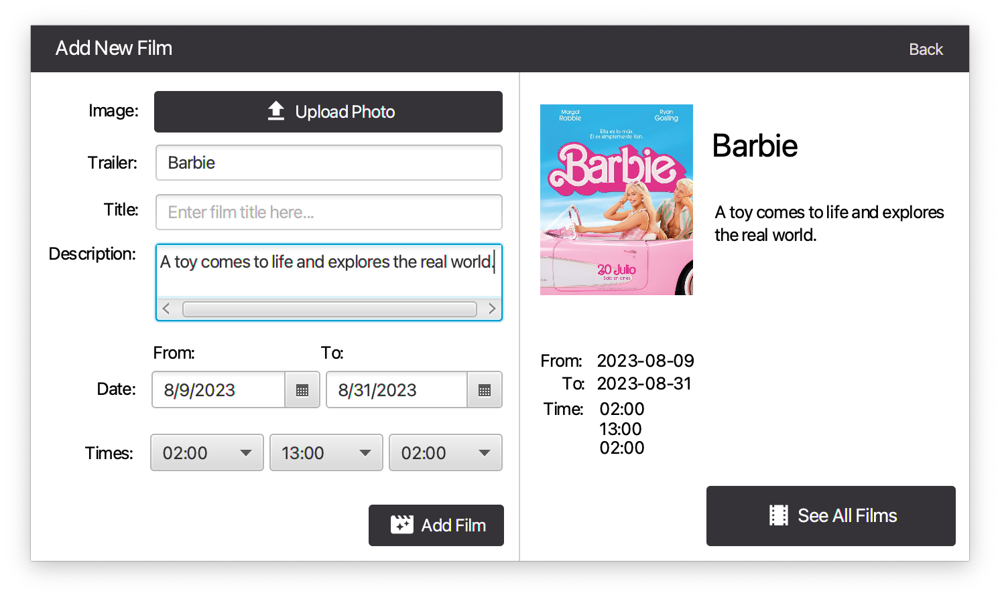 Add New Film
Back
Image:
Upload Photo
Trailer:
Barbie
Title:
Enter film title here...
Description:
A toy comes to life and explores the real world.
From:
To:
Date:
8/9/2023
8/31/2023
Times:
02:00
13:00
02:00
Add Film
Margot
Robbie
Ryan
Gosling
Ella es lo más.
Él es simplemente Ken.
Barbie
20 Julio
Solo en cines
Barbie
A toy comes to life and explores
the real world.
From: 2023-08-09
To: 2023-08-31
Time: 02:00
13:00
02:00
See All Films